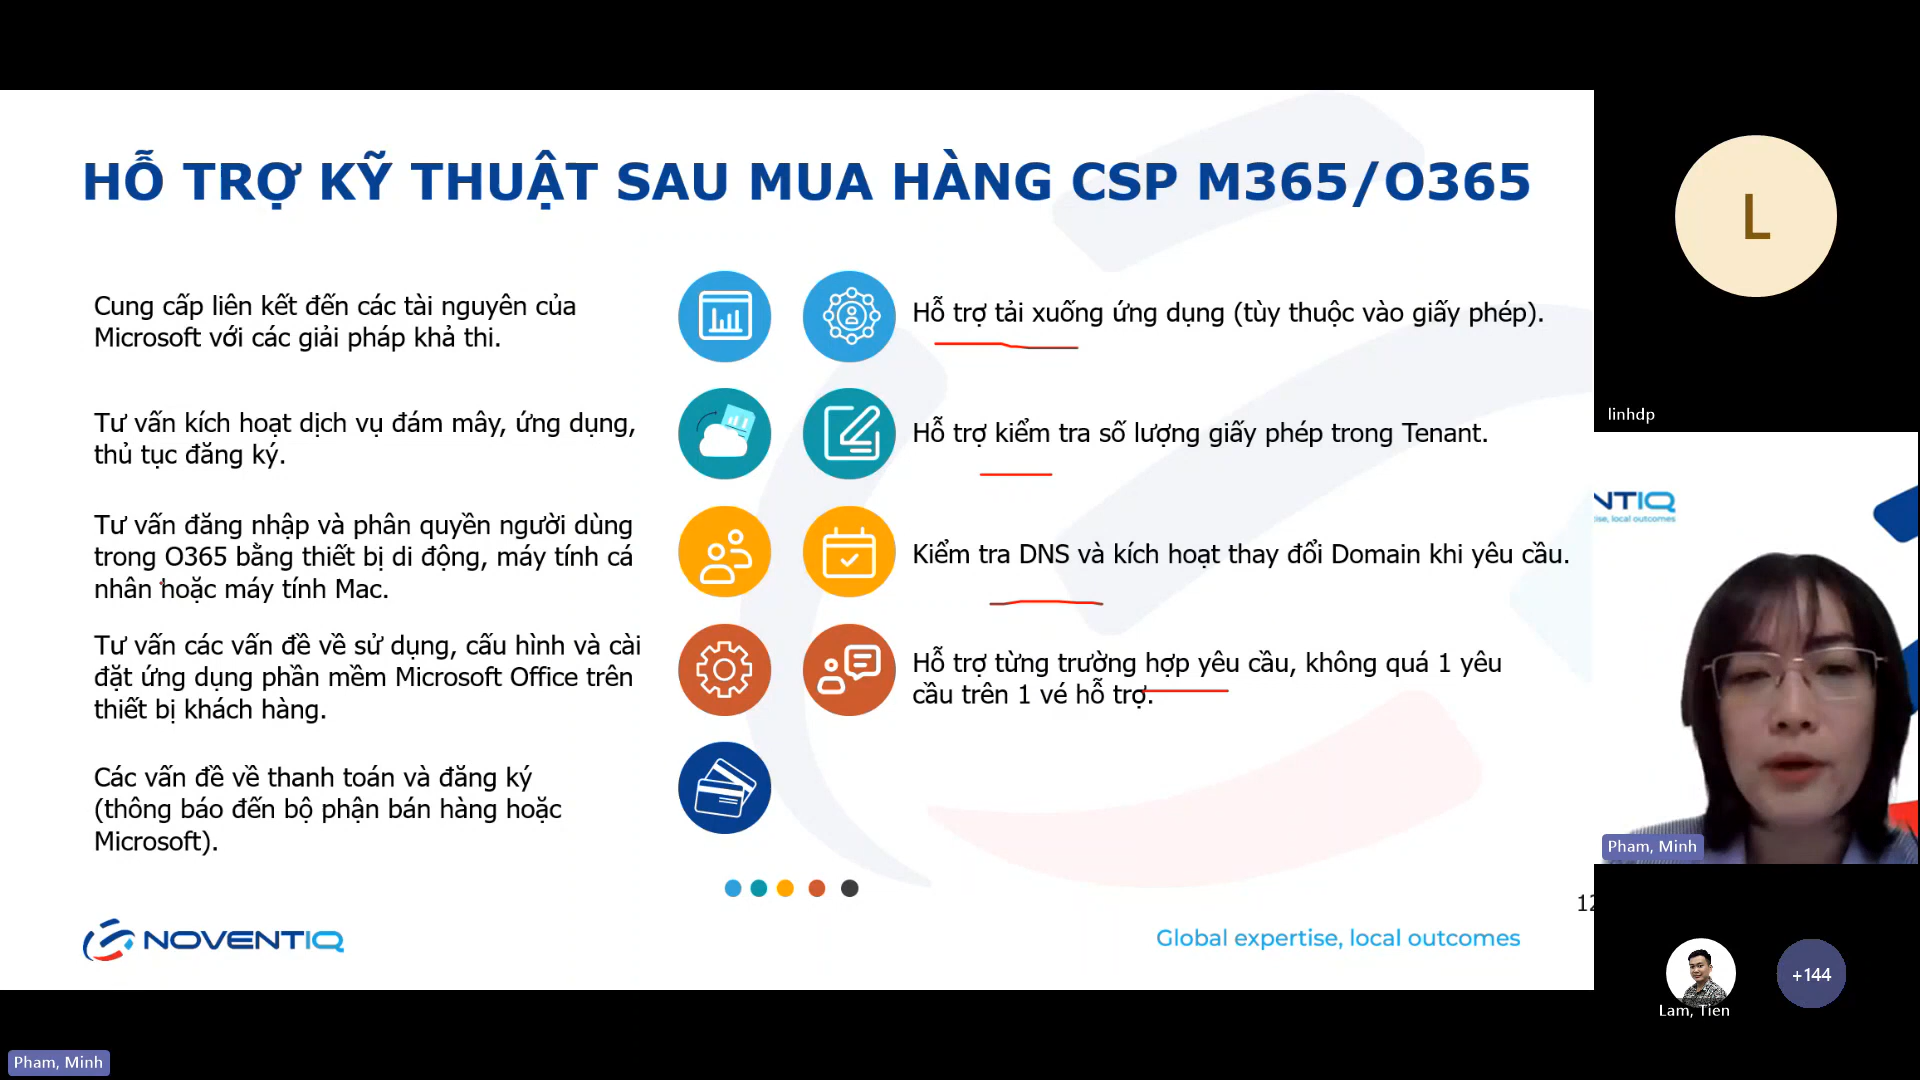 HỖ TRỢ KỸ THUẬT SAU MUA HÀNG CSP M365/O365
Cung cấp liên kết đến các tài nguyên của
Microsoft với các giải pháp khả thi.
Tư vấn kích hoạt dịch vụ đám mây, ứng dụng,
thủ tục đăng ký.
Tư vấn đăng nhập và phân quyền người dùng
trong O365 bằng thiết bị di động, máy tính cá
nhân hoặc máy tính Mac.
Tư vấn các vấn đề về sử dụng, cấu hình và cài
đặt ứng dụng phần mềm Microsoft Office trên
thiết bị khách hàng.
Các vấn đề về thanh toán và đăng ký
(thông báo đến bộ phận bán hàng hoặc
Microsoft).
Hỗ trợ tải xuống ứng dụng (tùy thuộc vào giấy phép).
Hỗ trợ kiểm tra số lượng giấy phép trong Tenant.
Kiểm tra DNS và kích hoạt thay đổi Domain khi yêu cầu.
Hỗ trợ từng trường hợp yêu cầu, không quá 1 yêu
cầu trên 1 vé hỗ trợ.
NOVENTIQ
Global expertise, local outcomes
12
L
linhdp
NTIQ
ise, local outcomes
Pham, Minh
Lam, Tien
+144
Pham, Minh